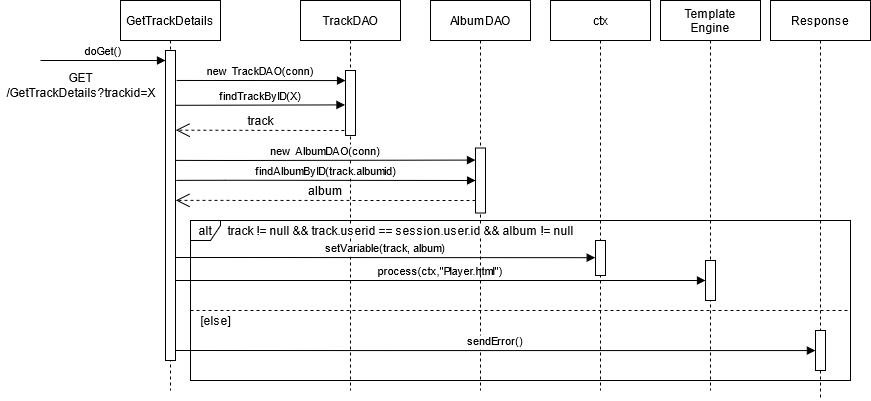 GetTrackDetails
TrackDAO
AlbumDAO
ctx
Template
Engine
Response
doGet()
GET
/GetTrackDetails?trackid=X
new TrackDAO(conn)
findTrackByID(X)
track
new AlbumDAO(conn)
findAlbumByID(track.albumid)
album
alt
track != null && track.userid == session.user.id && album != null
setVariable(track, album)
process(ctx,"Player.html")
[else]
sendError()